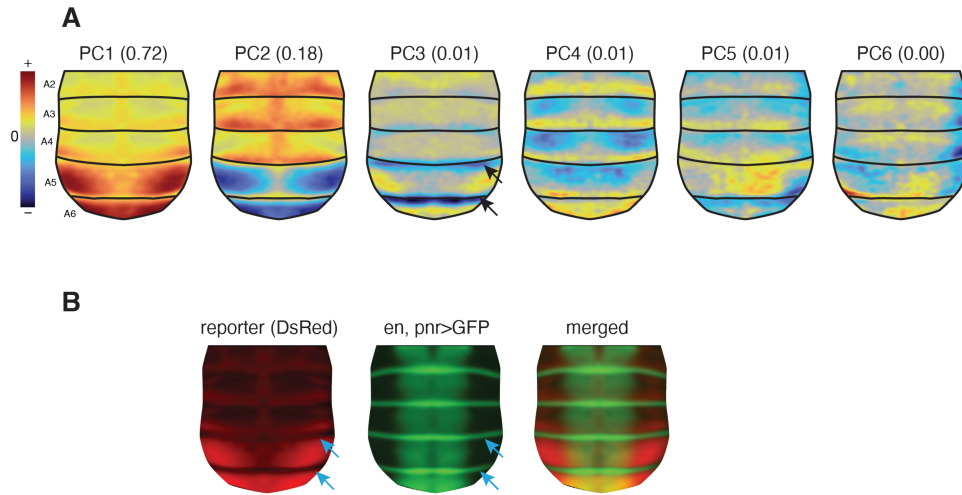 A
PC1 (0.72) PC2 (0.18) PC3 (0.01) PC4 (0.01) PC5 (0.01) PC6 (0.00)
+
A2
A3
0
A4
A5
−
A6
B
reporter (DsRed) en, pnr>GFP merged